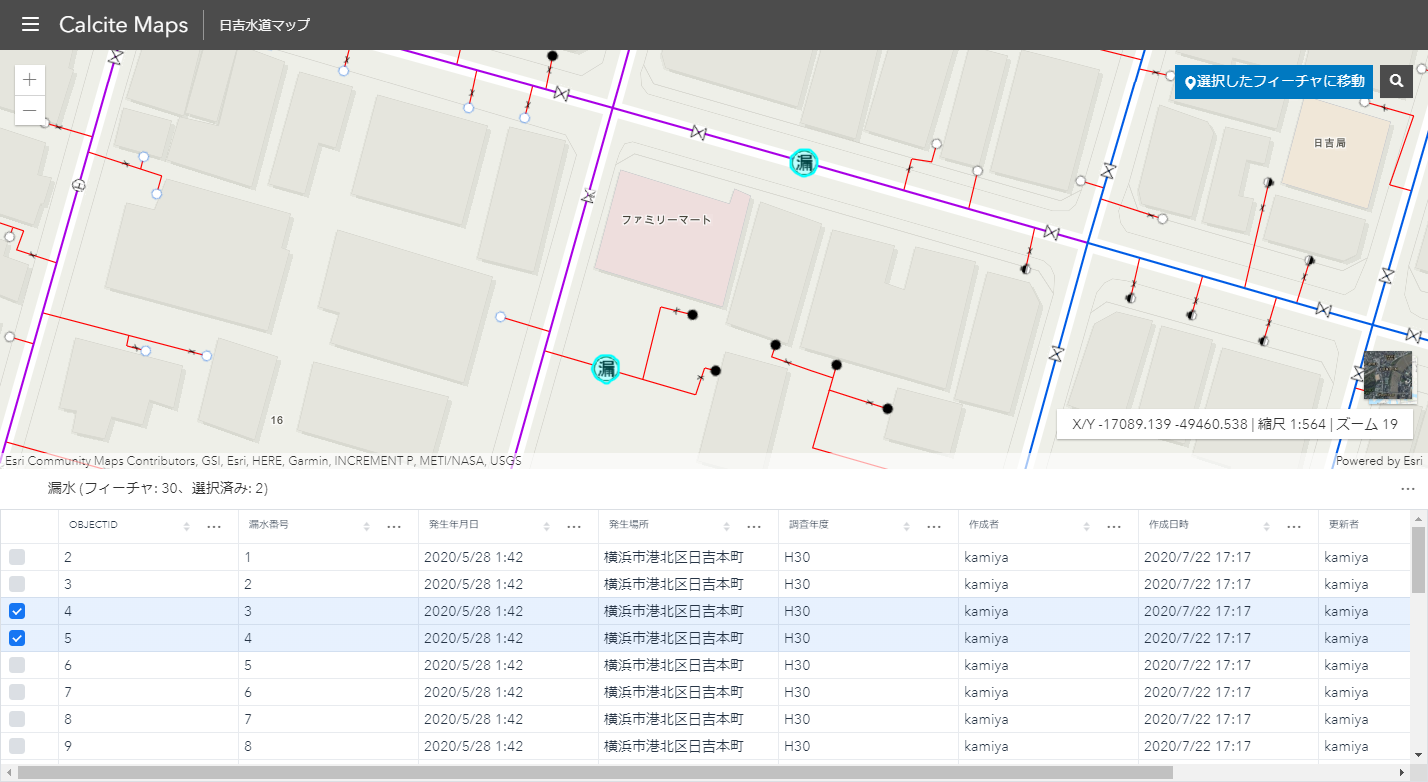 Calcite Maps 日吉水道マップ
選択したフィーチャに移動
日吉局
漏
ファミリーマート
漏
16
X/Y -17089.139 -49460.538 | 縮尺 1:564 | ズーム 19
Esri Community Maps Contributors, GSI, Esri, HERE, Garmin, INCREMENT P, METI/NASA, USGS Powered by Esri
漏水 (フィーチャ: 30、選択済み: 2)
OBJECTID 漏水番号 発生年月日 発生場所 調査年度 作成者 作成日時 更新者
2 1 2020/5/28 1:42 横浜市港北区日吉本町 H30 kamiya 2020/7/22 17:17 kamiya
3 2 2020/5/28 1:42 横浜市港北区日吉本町 H30 kamiya 2020/7/22 17:17 kamiya
4 3 2020/5/28 1:42 横浜市港北区日吉本町 H30 kamiya 2020/7/22 17:17 kamiya
5 4 2020/5/28 1:42 横浜市港北区日吉本町 H30 kamiya 2020/7/22 17:17 kamiya
6 5 2020/5/28 1:42 横浜市港北区日吉本町 H30 kamiya 2020/7/22 17:17 kamiya
7 6 2020/5/28 1:42 横浜市港北区日吉本町 H30 kamiya 2020/7/22 17:17 kamiya
8 7 2020/5/28 1:42 横浜市港北区日吉本町 H30 kamiya 2020/7/22 17:17 kamiya
9 8 2020/5/28 1:42 横浜市港北区日吉本町 H30 kamiya 2020/7/22 17:17 kamiya